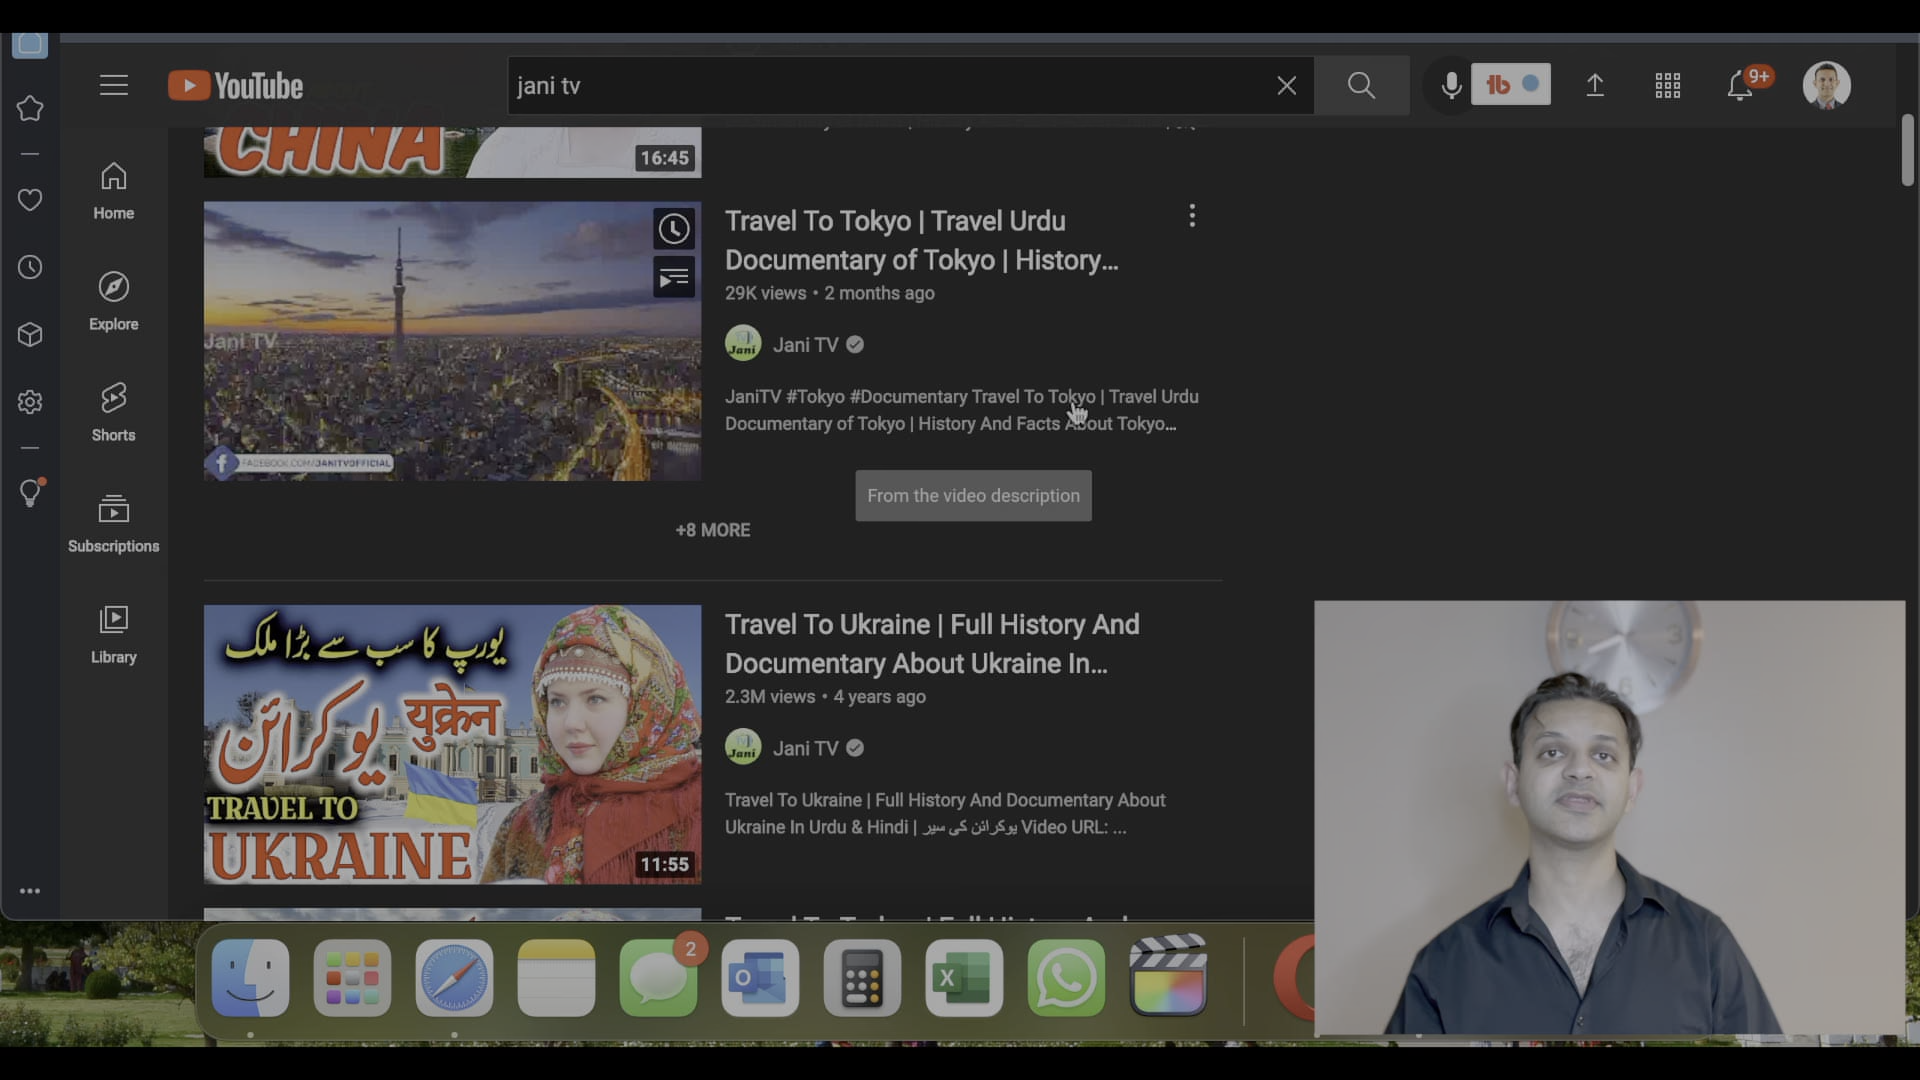 YouTube
jani tv
9+
CHINA
16:45
Home
Explore
Shorts
Subscriptions
Library
Jani TV
FACEBOOK.COM/JANITVOFFICIAL
Travel To Tokyo | Travel Urdu
Documentary of Tokyo | History...
29K views • 2 months ago
Jani
Jani TV
JaniTV #Tokyo #Documentary Travel To Tokyo | Travel Urdu
Documentary of Tokyo | History And Facts About Tokyo...
From the video description
+8 MORE
یورپ کا سب سے بڑا ملک
یوکرائن
युक्रेन
TRAVEL TO
UKRAINE
11:55
Travel To Ukraine | Full History And
Documentary About Ukraine In...
2.3M views • 4 years ago
Jani
Jani TV
Travel To Ukraine | Full History And Documentary About
Ukraine In Urdu & Hindi | یوکرائن کی سیر Video URL: ...
2